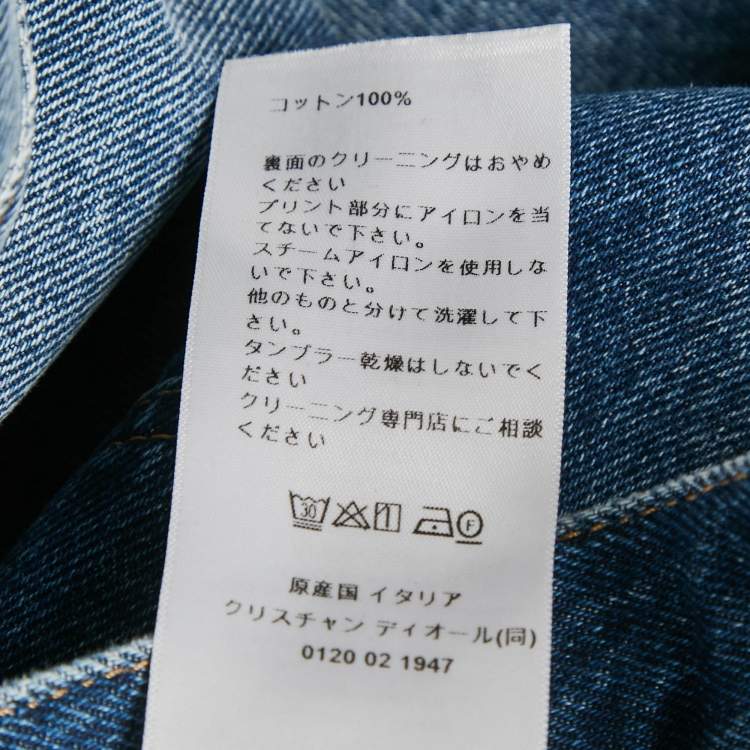 コットン100%
裏面のクリーニングはおやめ
ください
プリント部分にアイロンを当
てないで下さい。
スチームアイロンを使用しな
いで下さい。
他のものと分けて洗濯して下
さい。
タンブラー乾燥はしないでく
ださい
クリーニング専門店にご相談
ください
30 F
原産国 イタリア
クリスチャン ディオール(同)
0120 02 1947